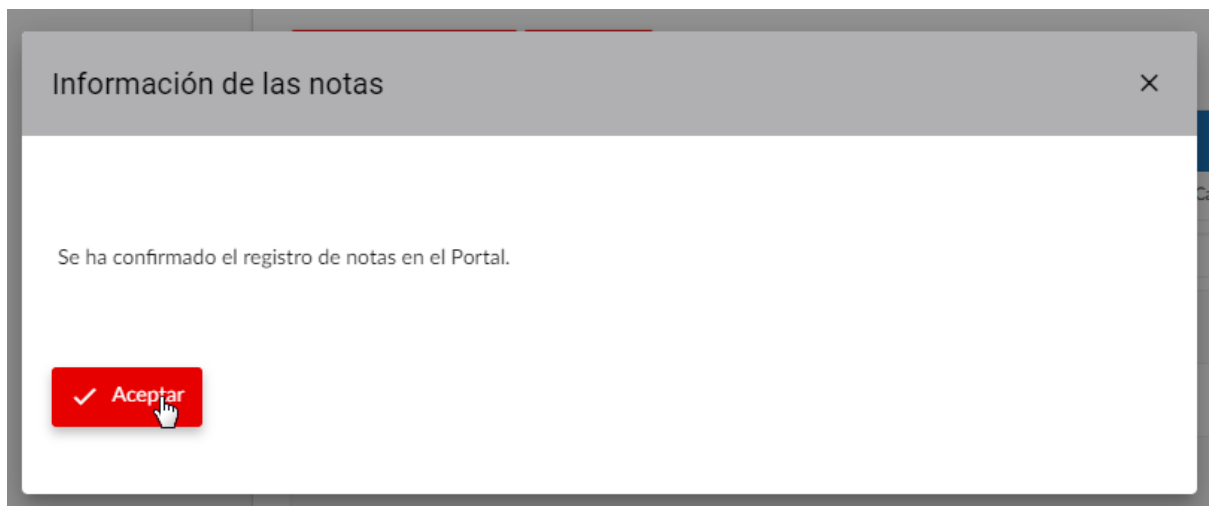 Información de las notas
Se ha confirmado el registro de notas en el Portal.
Aceptar